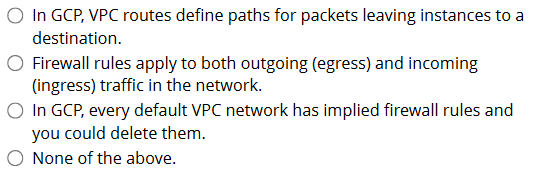 In GCP, VPC routes define paths for packets leaving instances to a
destination.
Firewall rules apply to both outgoing (egress) and incoming
(ingress) traffic in the network.
In GCP, every default VPC network has implied firewall rules and
you could delete them.
None of the above.